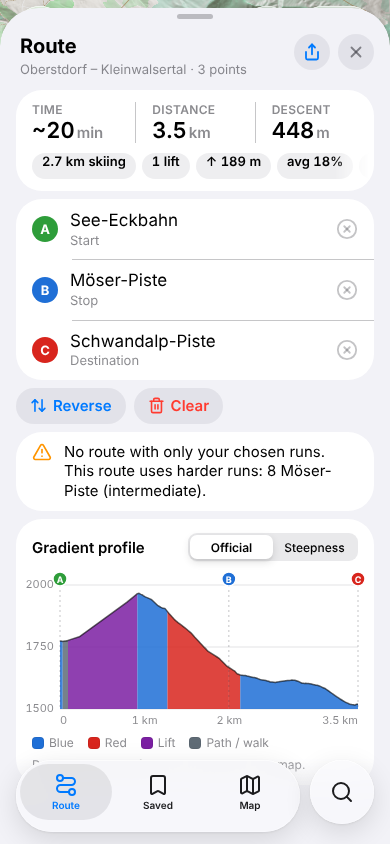 Route
Oberstdorf – Kleinwalsertal · 3 points
TIME DISTANCE DESCENT
~20 min 3.5 km 448 m
2.7 km skiing 1 lift ↑ 189 m avg 18%
A See-Eckbahn
Start
B Möser-Piste
Stop
C Schwandalp-Piste
Destination
Reverse Clear
No route with only your chosen runs.
This route uses harder runs: 8 Möser-
Piste (intermediate).
Gradient profile Official Steepness
A B C
2000
1750
1500
0 1 km 2 km 3.5 km
Blue Red Lift Path / walk
map.
Route Saved Map